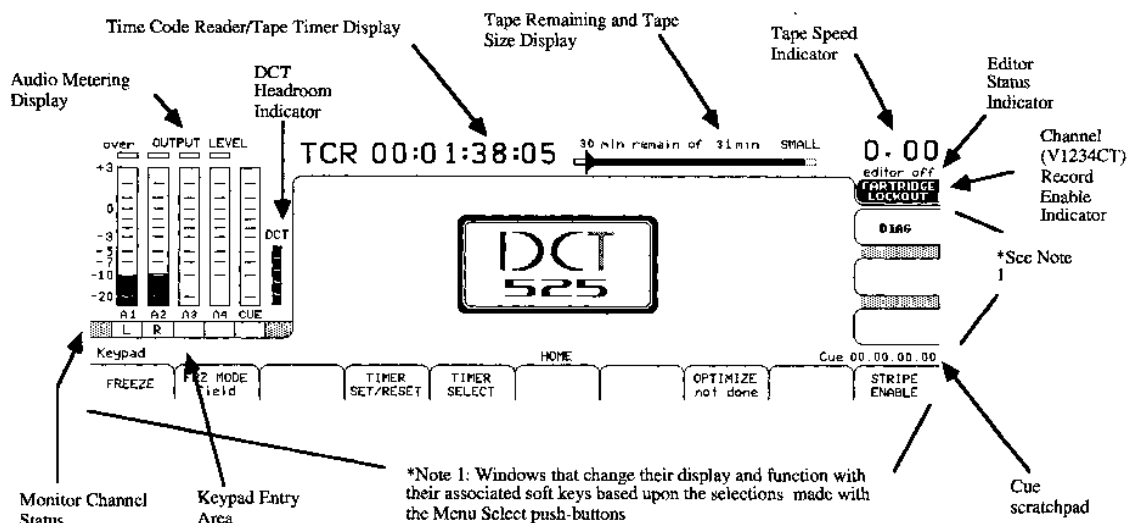 Time Code Reader/Tape Timer Display
Tape Remaining and Tape
Size Display
Tape Speed
Indicator
Editor
Status
Indicator
Audio Metering
Display
DCT
Headroom
Indicator
Channel
(V1234CT)
Record
Enable
Indicator
over OUTPUT LEVEL
TCR 00:01:38:05
30 min remain of 31min SMALL
0.00
editor off
CARTRIDGE
LOCKOUT
DIAG
*See Note
1
+3
0
-3
-5
-7
-10
-20
DCT
A1 A2 A3 A4 CUE
L R
DCT
525
Keypad
HOME
Cue 00.00.00.00
FREEZE
FRZ MODE
field
TIMER
SET/RESET
TIMER
SELECT
OPTIMIZE
not done
STRIPE
ENABLE
*Note 1: Windows that change their display and function with
their associated soft keys based upon the selections made with
the Menu Select push-buttons
Monitor Channel
Status
Keypad Entry
Area
Cue
scratchpad